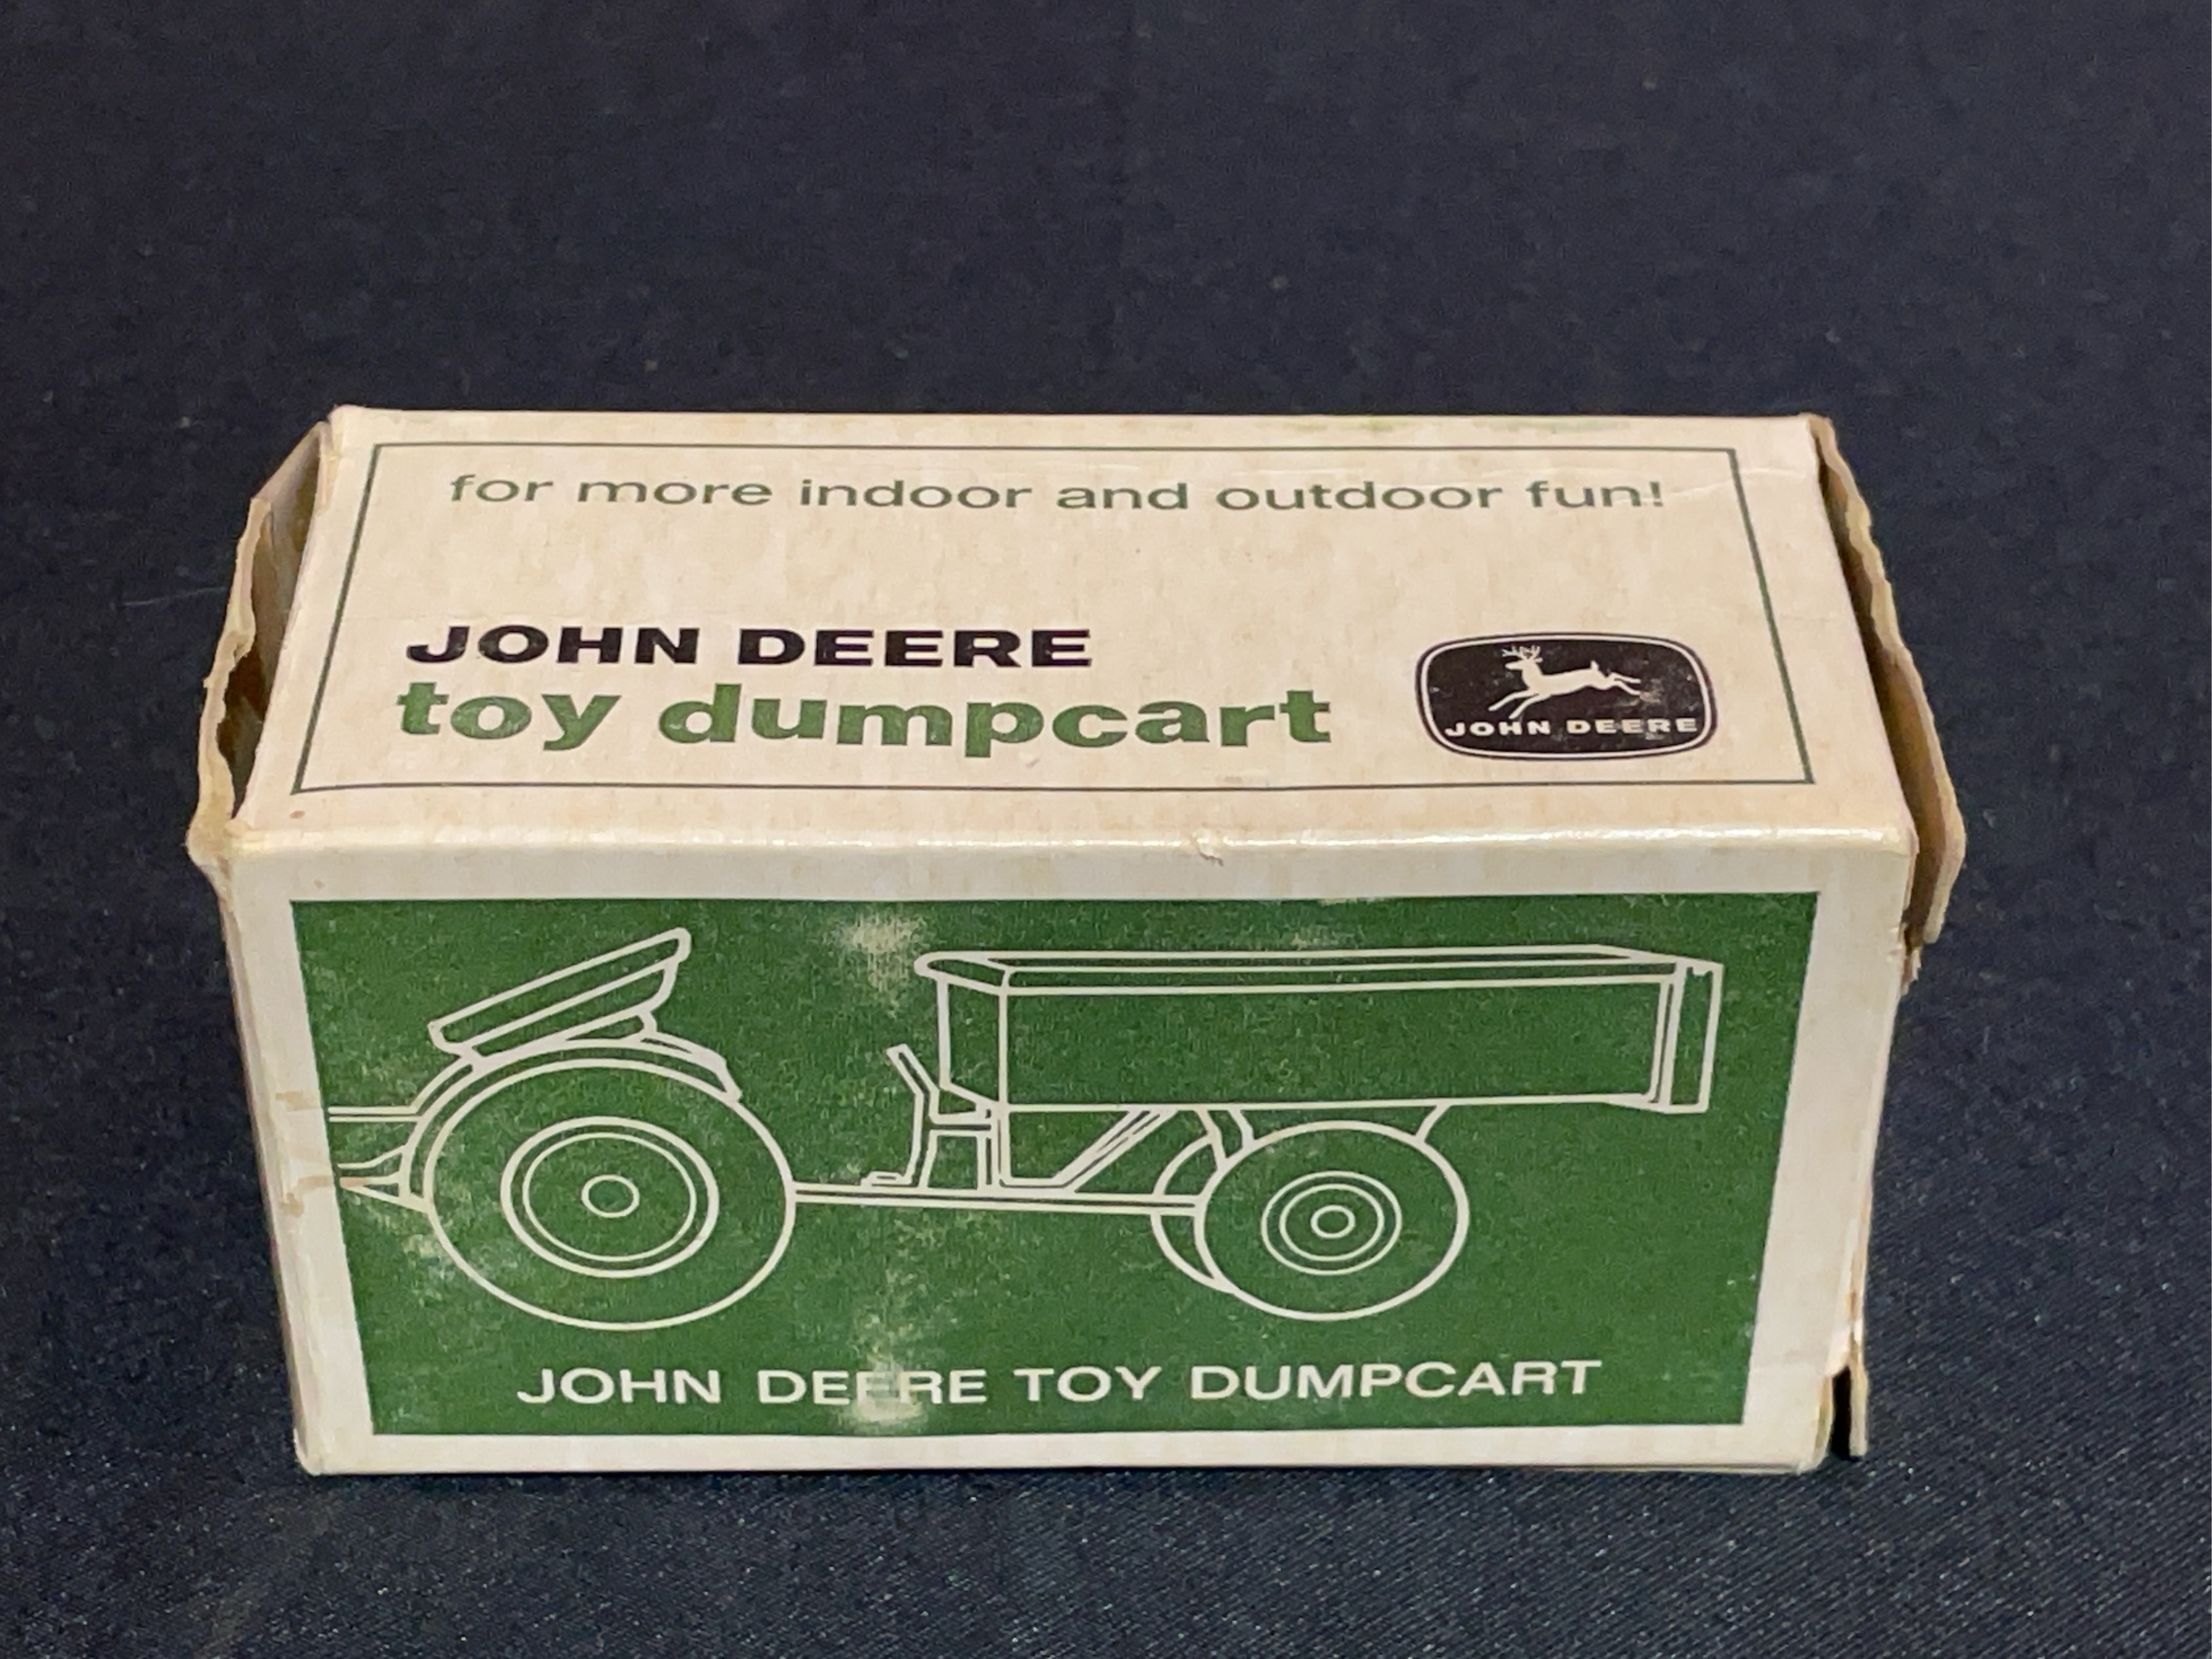 for more indoor and outdoor fun!
JOHN DEERE
toy dumpcart
JOHN DEERE
JOHN DEERE TOY DUMPCART